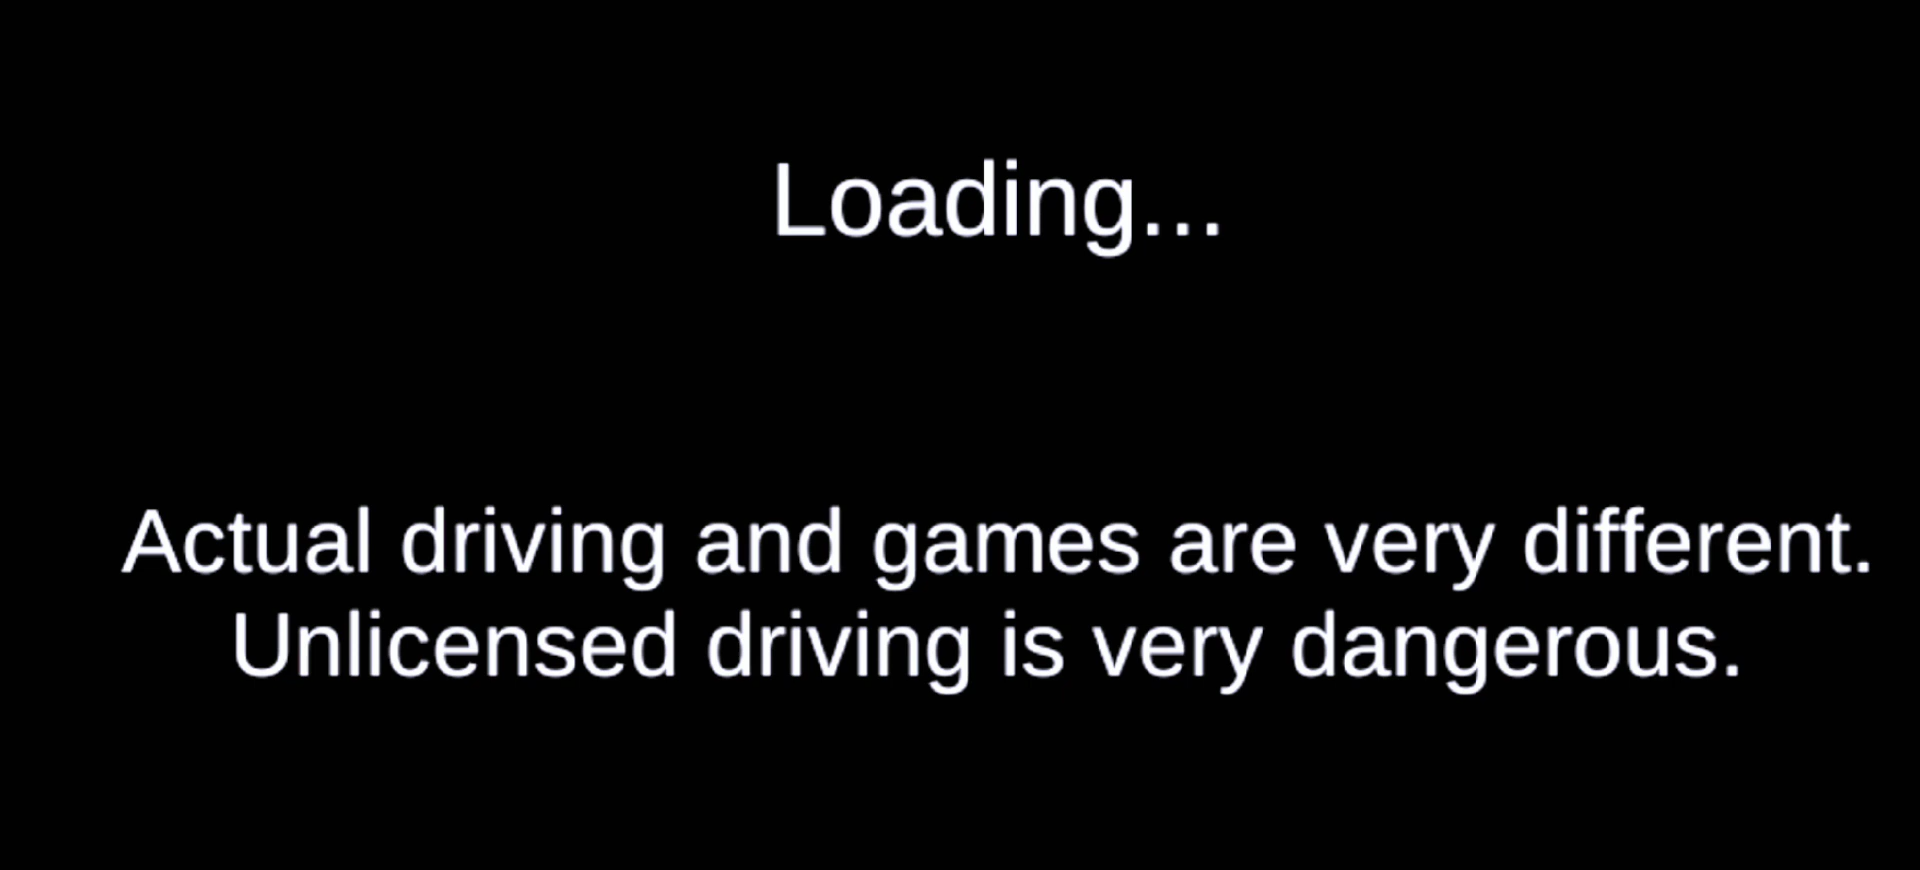 Loading...
Actual driving and games are very different.
Unlicensed driving is very dangerous.